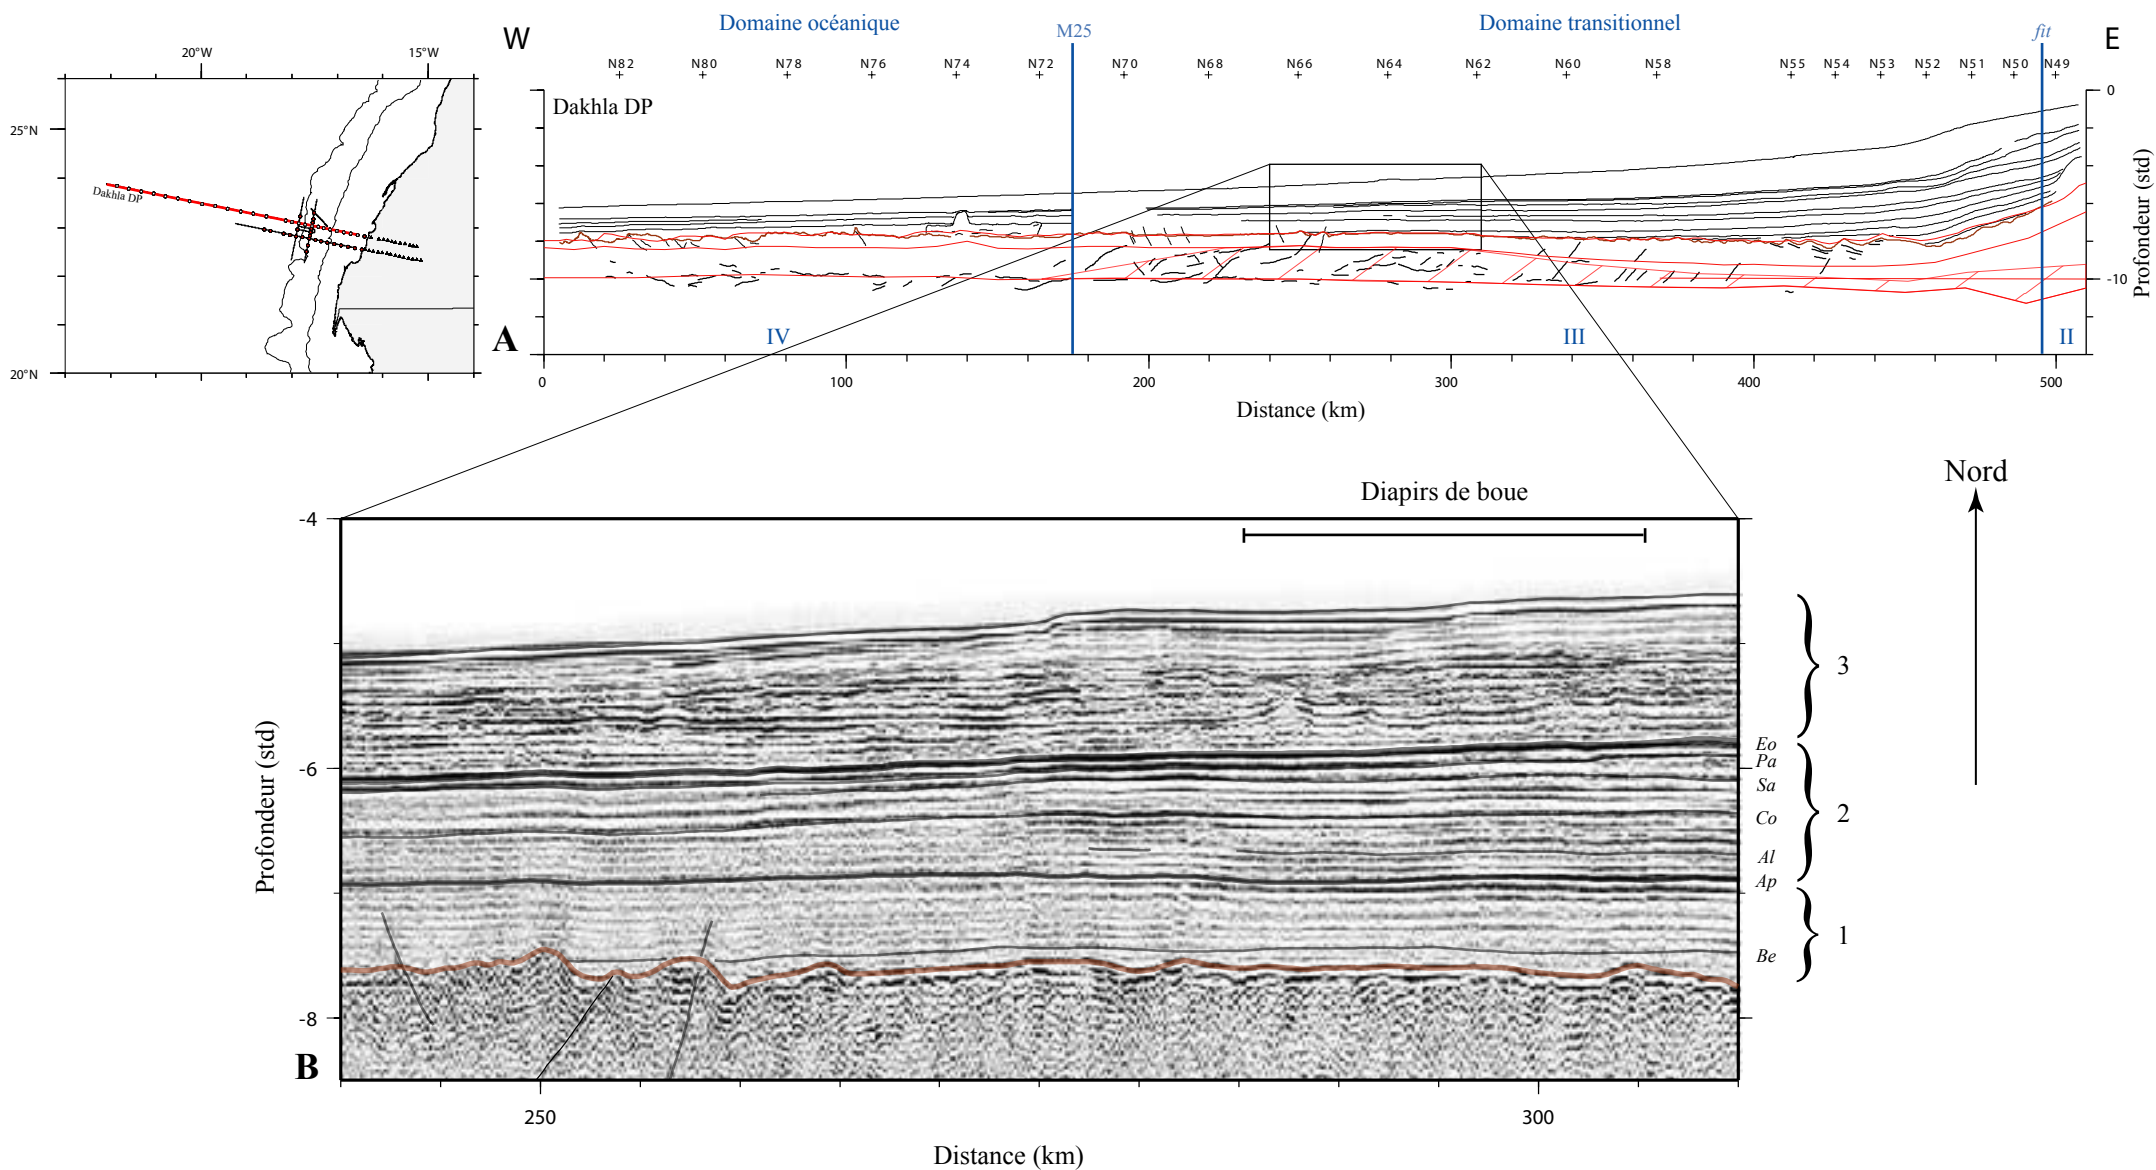 Domaine océanique
Domaine transitionnel
20°W
15°W
W
M25
fit
E
N82
N80
N78
N76
N74
N72
N70
N68
N66
N64
N62
N60
N58
N55
N54
N53
N52
N51
N50
N49
Dakhla DP
0
25°N
Dakhla DP
Profondeur (std)
-10
A
IV
III
II
20°N
0
100
200
300
400
500
Distance (km)
Nord
Diapirs de boue
-4
3
Profondeur (std)
Eo
-6
Pa
Sa
2
Co
Al
Ap
1
Be
-8
B
250
300
Distance (km)